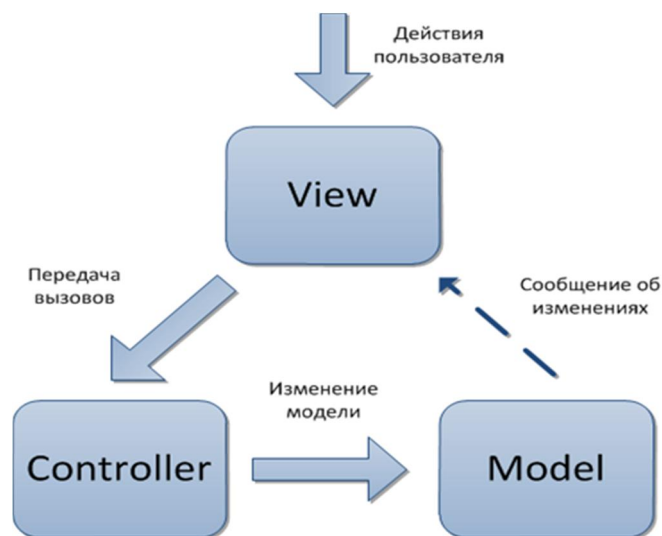 Действия
пользователя
View
Передача
вызовов
Сообщение об
изменениях
Изменение
модели
Controller
Model